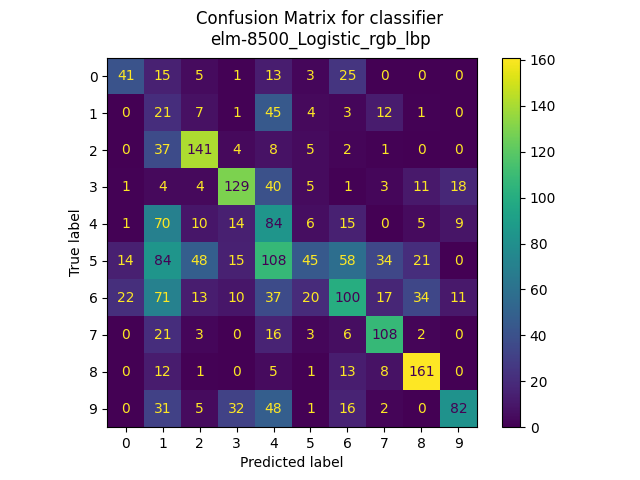 Confusion Matrix for classifier
elm-8500_Logistic_rgb_lbp
0 41 15 5 1 13 3 25 0 0 0
1 0 21 7 1 45 4 3 12 1 0
2 0 37 141 4 8 5 2 1 0 0
3 1 4 4 129 40 5 1 3 11 18
4 1 70 10 14 84 6 15 0 5 9
5 14 84 48 15 108 45 58 34 21 0
6 22 71 13 10 37 20 100 17 34 11
7 0 21 3 0 16 3 6 108 2 0
8 0 12 1 0 5 1 13 8 161 0
9 0 31 5 32 48 1 16 2 0 82
0 1 2 3 4 5 6 7 8 9
Predicted label
True label
160
140
120
100
80
60
40
20
0